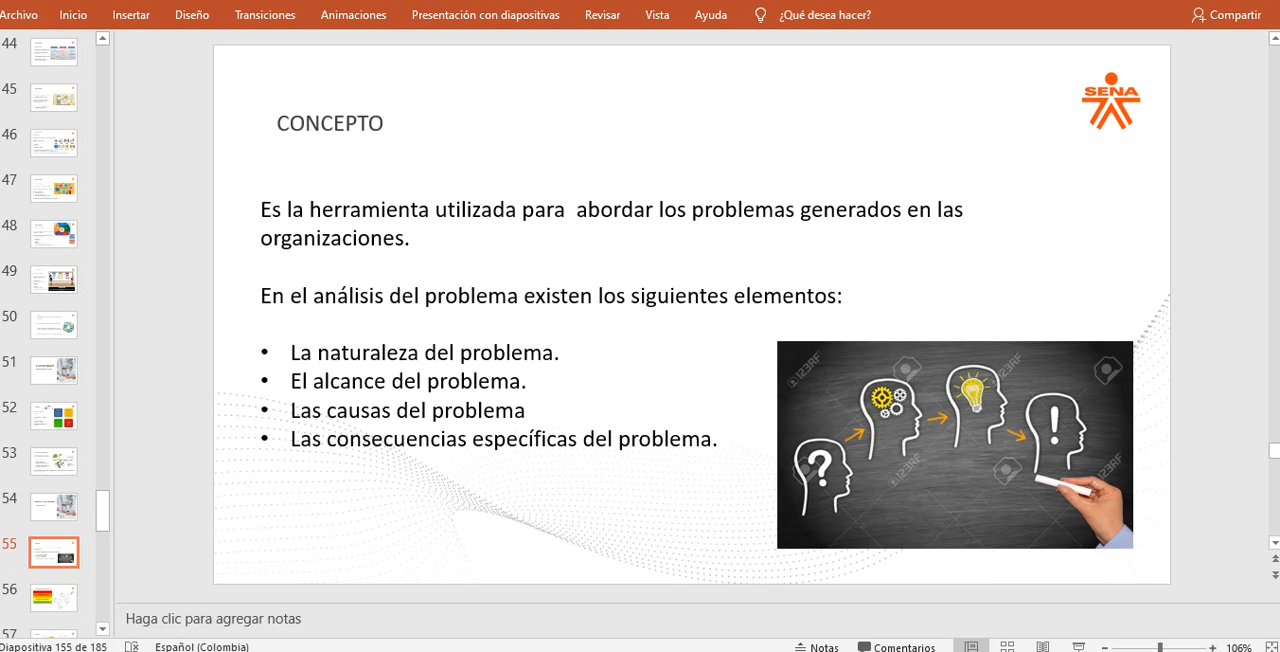 Archivo Inicio Insertar Diseño Transiciones Animaciones Presentación con diapositivas Revisar Vista Ayuda ¿Qué desea hacer? Compartir
44
45
46
47
48
49
50
51
52
53
54
55
56
57
SENA
CONCEPTO
Es la herramienta utilizada para abordar los problemas generados en las
organizaciones.
En el análisis del problema existen los siguientes elementos:
• La naturaleza del problema.
• El alcance del problema.
• Las causas del problema
• Las consecuencias específicas del problema.
123RF
123RF
123RF
123RF
?
!
Haga clic para agregar notas
Diapositiva 155 de 185 Español (Colombia) Notas Comentarios 106%